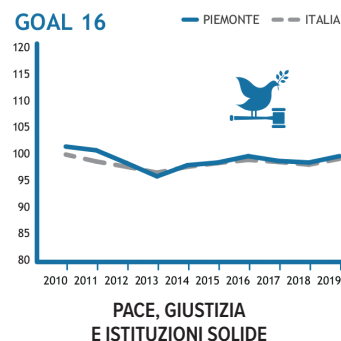 GOAL 16
PIEMONTE
ITALIA
120
115
110
105
100
95
90
85
80
2010 2011 2012 2013 2014 2015 2016 2017 2018 2019
PACE, GIUSTIZIA
E ISTITUZIONI SOLIDE